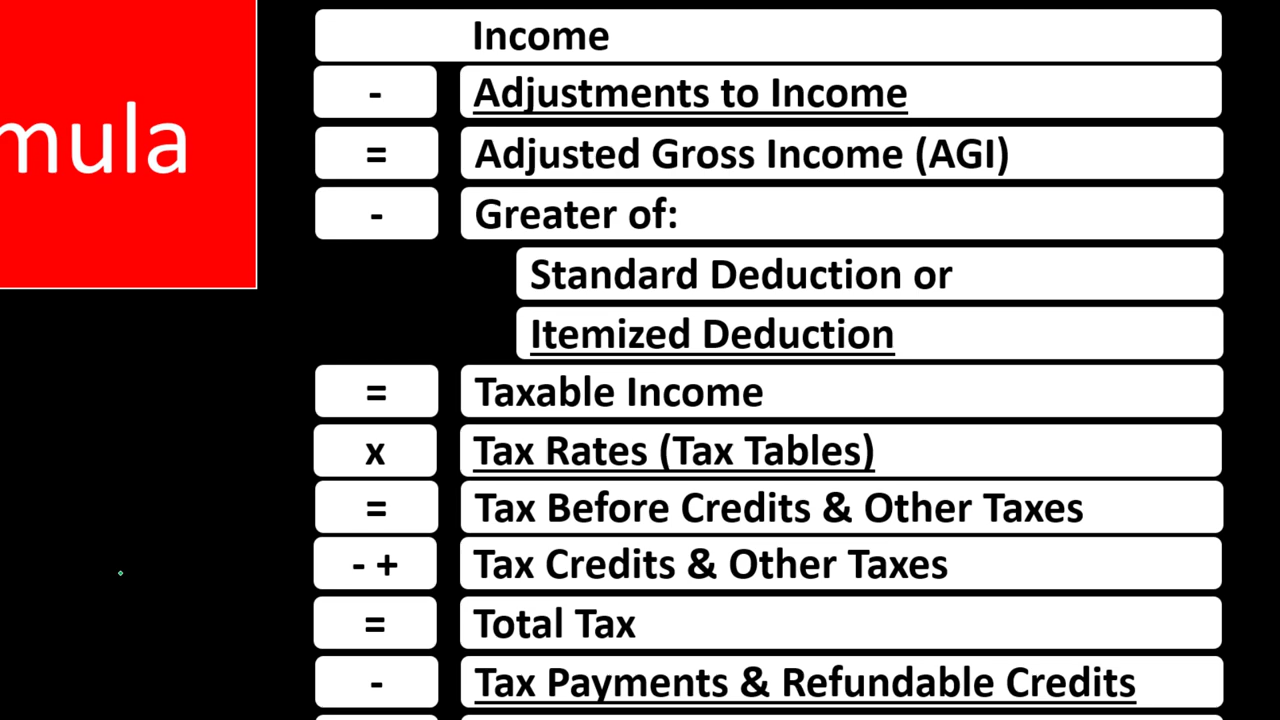 mula
Income
- Adjustments to Income
= Adjusted Gross Income (AGI)
- Greater of:
Standard Deduction or
Itemized Deduction
= Taxable Income
x Tax Rates (Tax Tables)
= Tax Before Credits & Other Taxes
- + Tax Credits & Other Taxes
= Total Tax
- Tax Payments & Refundable Credits